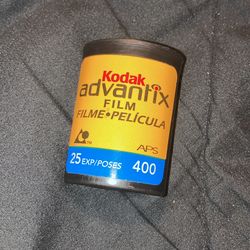 Kodak
advantix
FILM
FILME•PELÍCULA
APS
25 EXP/POSES 400